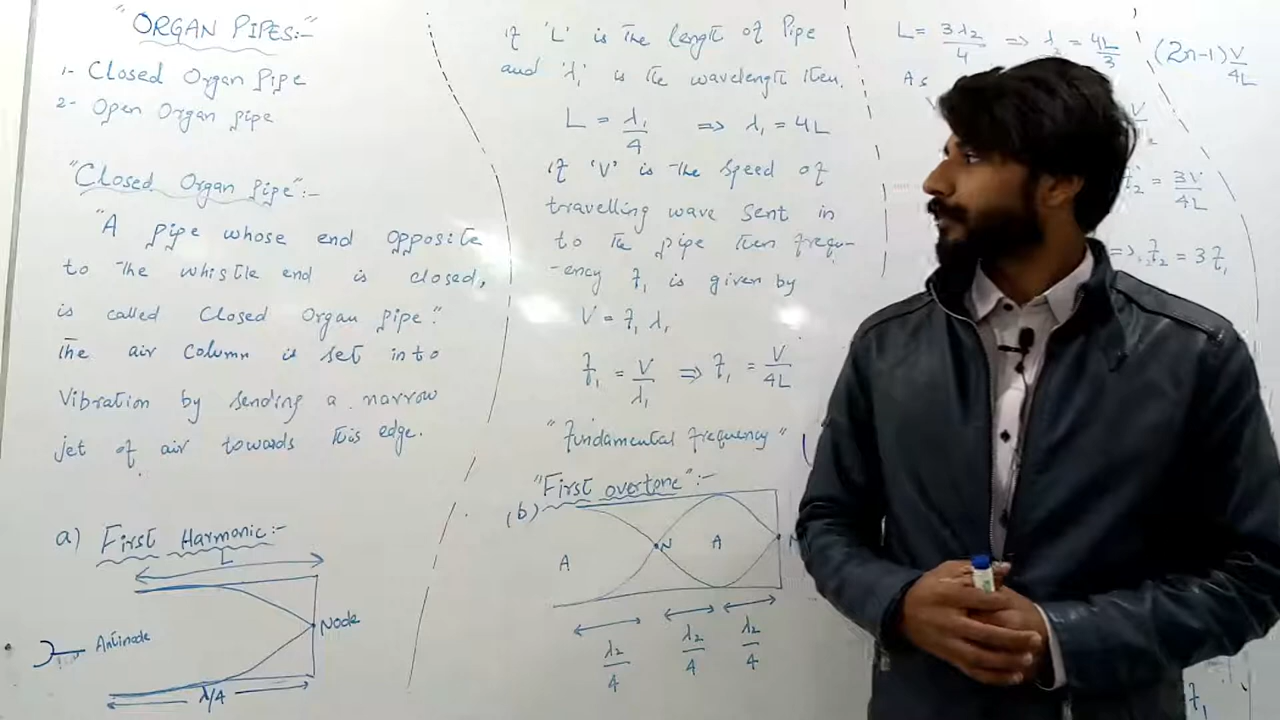 "ORGAN PIPES:-"
1- Closed Organ Pipe
2- Open Organ pipe
"Closed Organ pipe":-
"A pipe whose end opposite
to the whistle end is closed,
is called Closed Organ pipe."
The air column is set into
Vibration by sending a narrow
jet of air towards this edge.
a) First Harmonic:-
L
Node
Antinode
λ/4
If 'L' is the length of Pipe
and 'λ₁' is the wavelength then.
L = λ₁/4 ⇒ λ₁ = 4L
If 'V' is the speed of
travelling wave sent in
to the pipe then frequ-
-ency f₁ is given by
V = f₁ λ₁
f₁ = V/λ₁ ⇒ f₁ = V/4L
"fundamental frequency"
"First overtone":-
(b)
A N A
λ₂/4 λ₂/4 λ₂/4
L = 3λ₂/4 ⇒ λ₂ = 4L/3
(2n-1) V/4L
As
f₂ = 3V/4L
⇒ f₂ = 3f₁
f₁